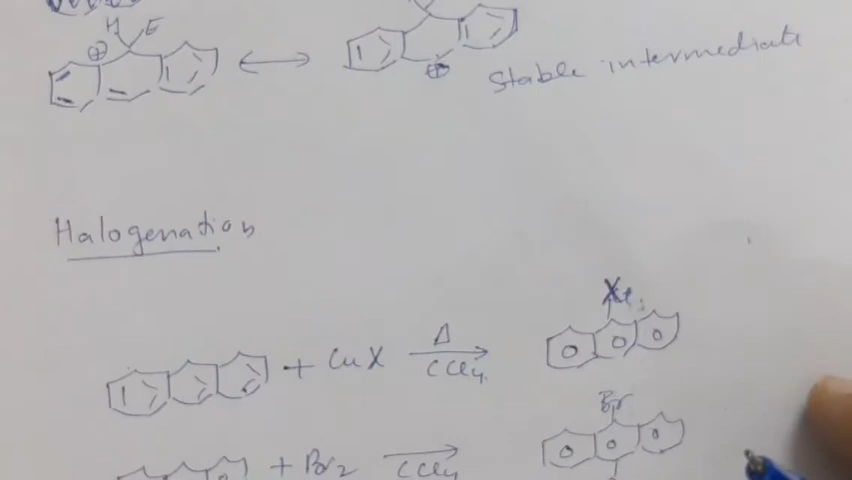 H E
⊕
⊕ Stable intermediate
Halogenation
X
+ CuX Δ CCl4
Br
+ Br2 CCl4